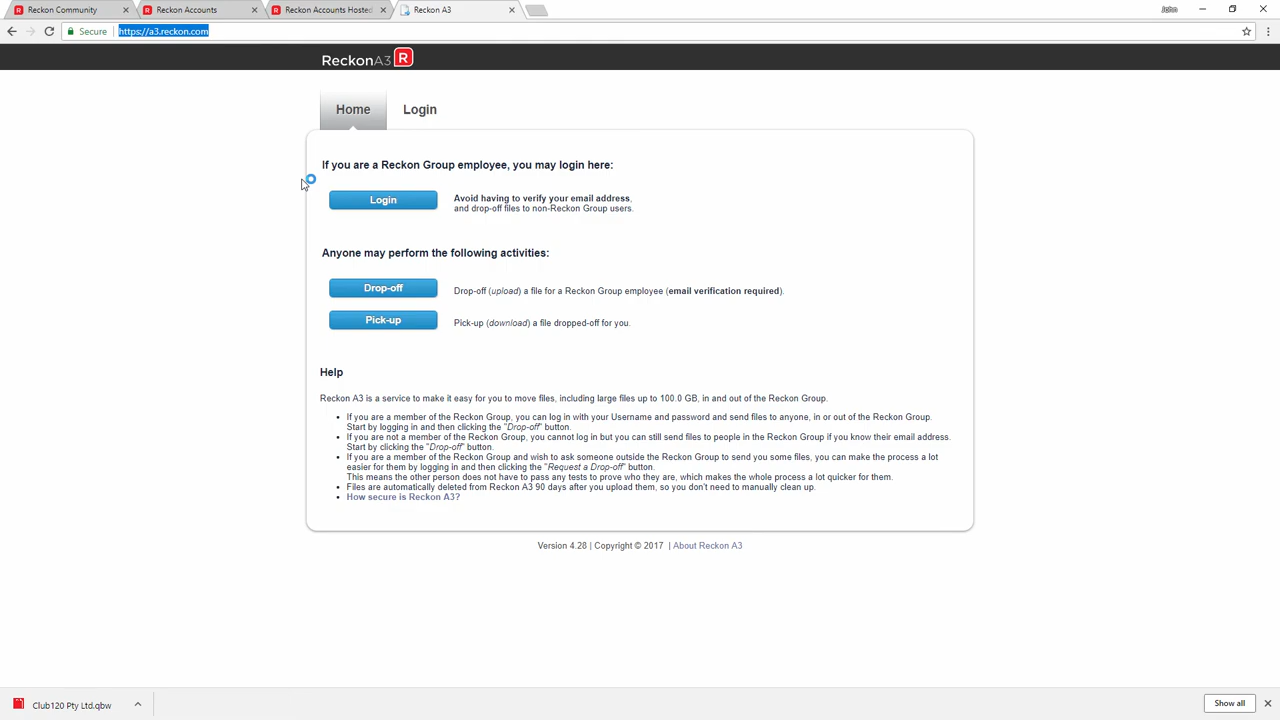 Reckon Community
Reckon Accounts
Reckon Accounts Hosted
Reckon A3
John
Secure
https://a3.reckon.com
ReckonA3 R
Home
Login
If you are a Reckon Group employee, you may login here:
Login
Avoid having to verify your email address,
and drop-off files to non-Reckon Group users.
Anyone may perform the following activities:
Drop-off
Drop-off (upload) a file for a Reckon Group employee (email verification required).
Pick-up
Pick-up (download) a file dropped-off for you.
Help
Reckon A3 is a service to make it easy for you to move files, including large files up to 100.0 GB, in and out of the Reckon Group.
• If you are a member of the Reckon Group, you can log in with your Username and password and send files to anyone, in or out of the Reckon Group.
Start by logging in and then clicking the "Drop-off" button.
• If you are not a member of the Reckon Group, you cannot log in but you can still send files to people in the Reckon Group if you know their email address.
Start by clicking the "Drop-off" button.
• If you are a member of the Reckon Group and wish to ask someone outside the Reckon Group to send you some files, you can make the process a lot
easier for them by logging in and then clicking the "Request a Drop-off" button.
This means the other person does not have to pass any tests to prove who they are, which makes the whole process a lot quicker for them.
• Files are automatically deleted from Reckon A3 90 days after you upload them, so you don't need to manually clean up.
• How secure is Reckon A3?
Version 4.28 | Copyright © 2017 | About Reckon A3
Club120 Pty Ltd.qbw
Show all